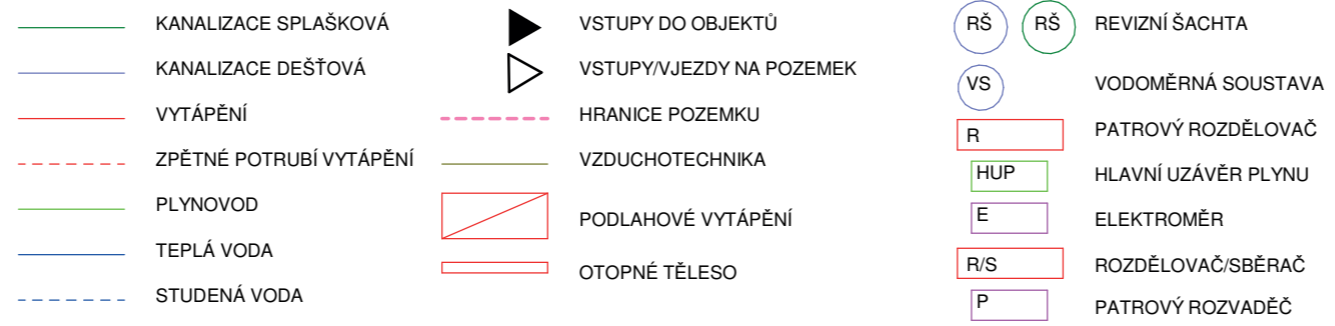 KANALIZACE SPLAŠKOVÁ
KANALIZACE DEŠŤOVÁ
VYTÁPĚNÍ
ZPĚTNÉ POTRUBÍ VYTÁPĚNÍ
PLYNOVOD
TEPLÁ VODA
STUDENÁ VODA
VSTUPY DO OBJEKTŮ
VSTUPY/VJEZDY NA POZEMEK
HRANICE POZEMKU
VZDUCHOTECHNIKA
PODLAHOVÉ VYTÁPĚNÍ
OTOPNÉ TĚLESO
RŠ RŠ REVIZNÍ ŠACHTA
VS VODOMĚRNÁ SOUSTAVA
R PATROVÝ ROZDĚLOVAČ
HUP HLAVNÍ UZÁVĚR PLYNU
E ELEKTROMĚR
R/S ROZDĚLOVAČ/SBĚRAČ
P PATROVÝ ROZVADĚČ